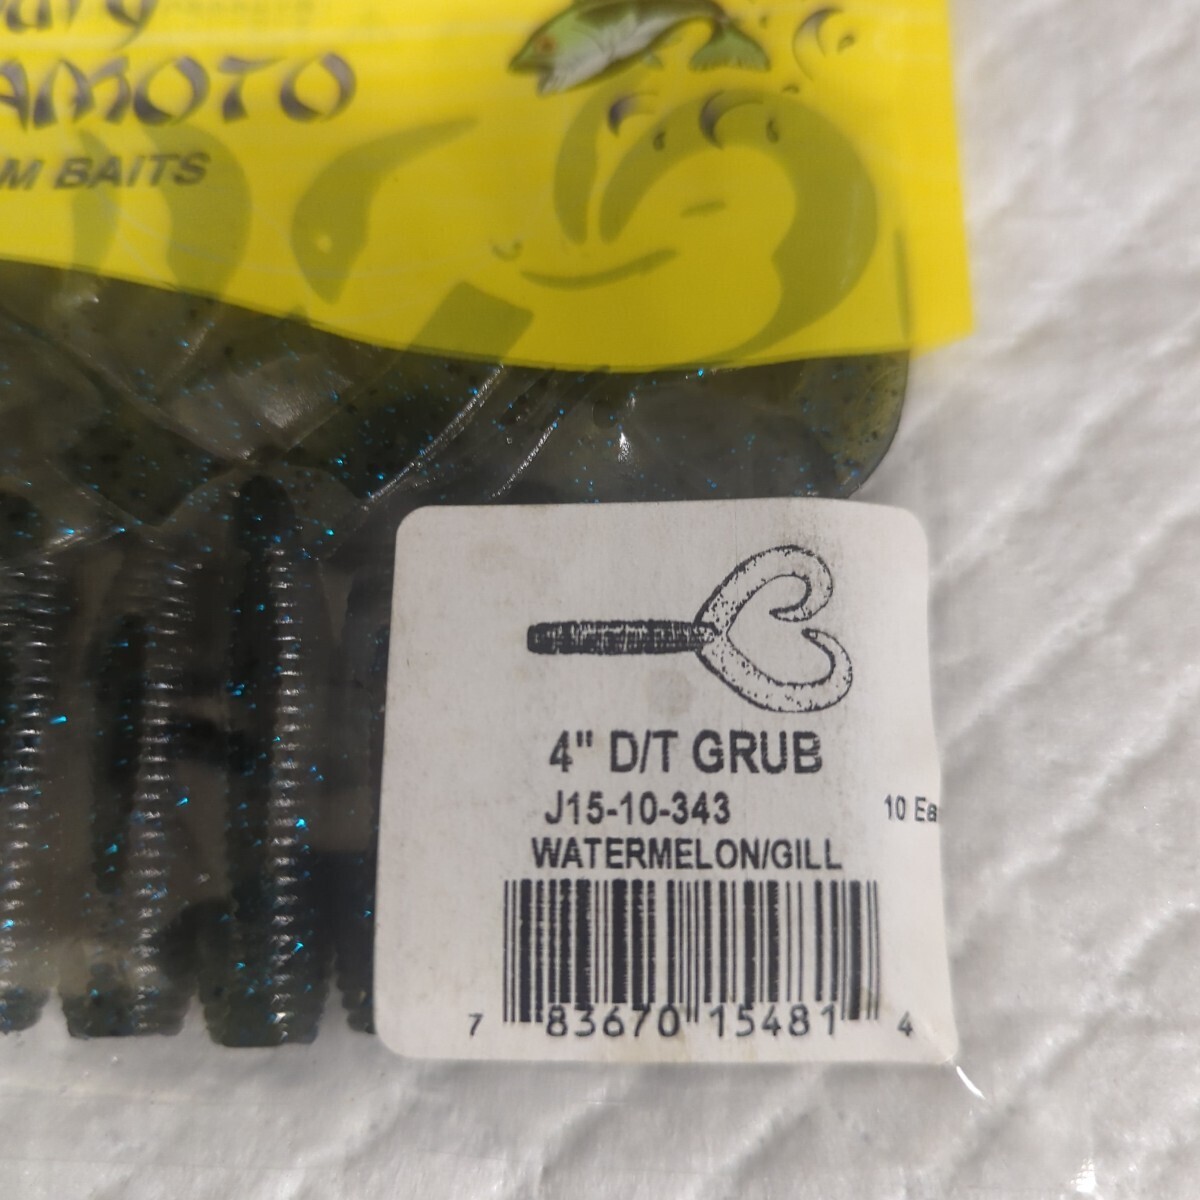 AMOTO
M BAITS
4" D/T GRUB
J15-10-343
10 Ea
WATERMELON/GILL
7 83670 15481 4